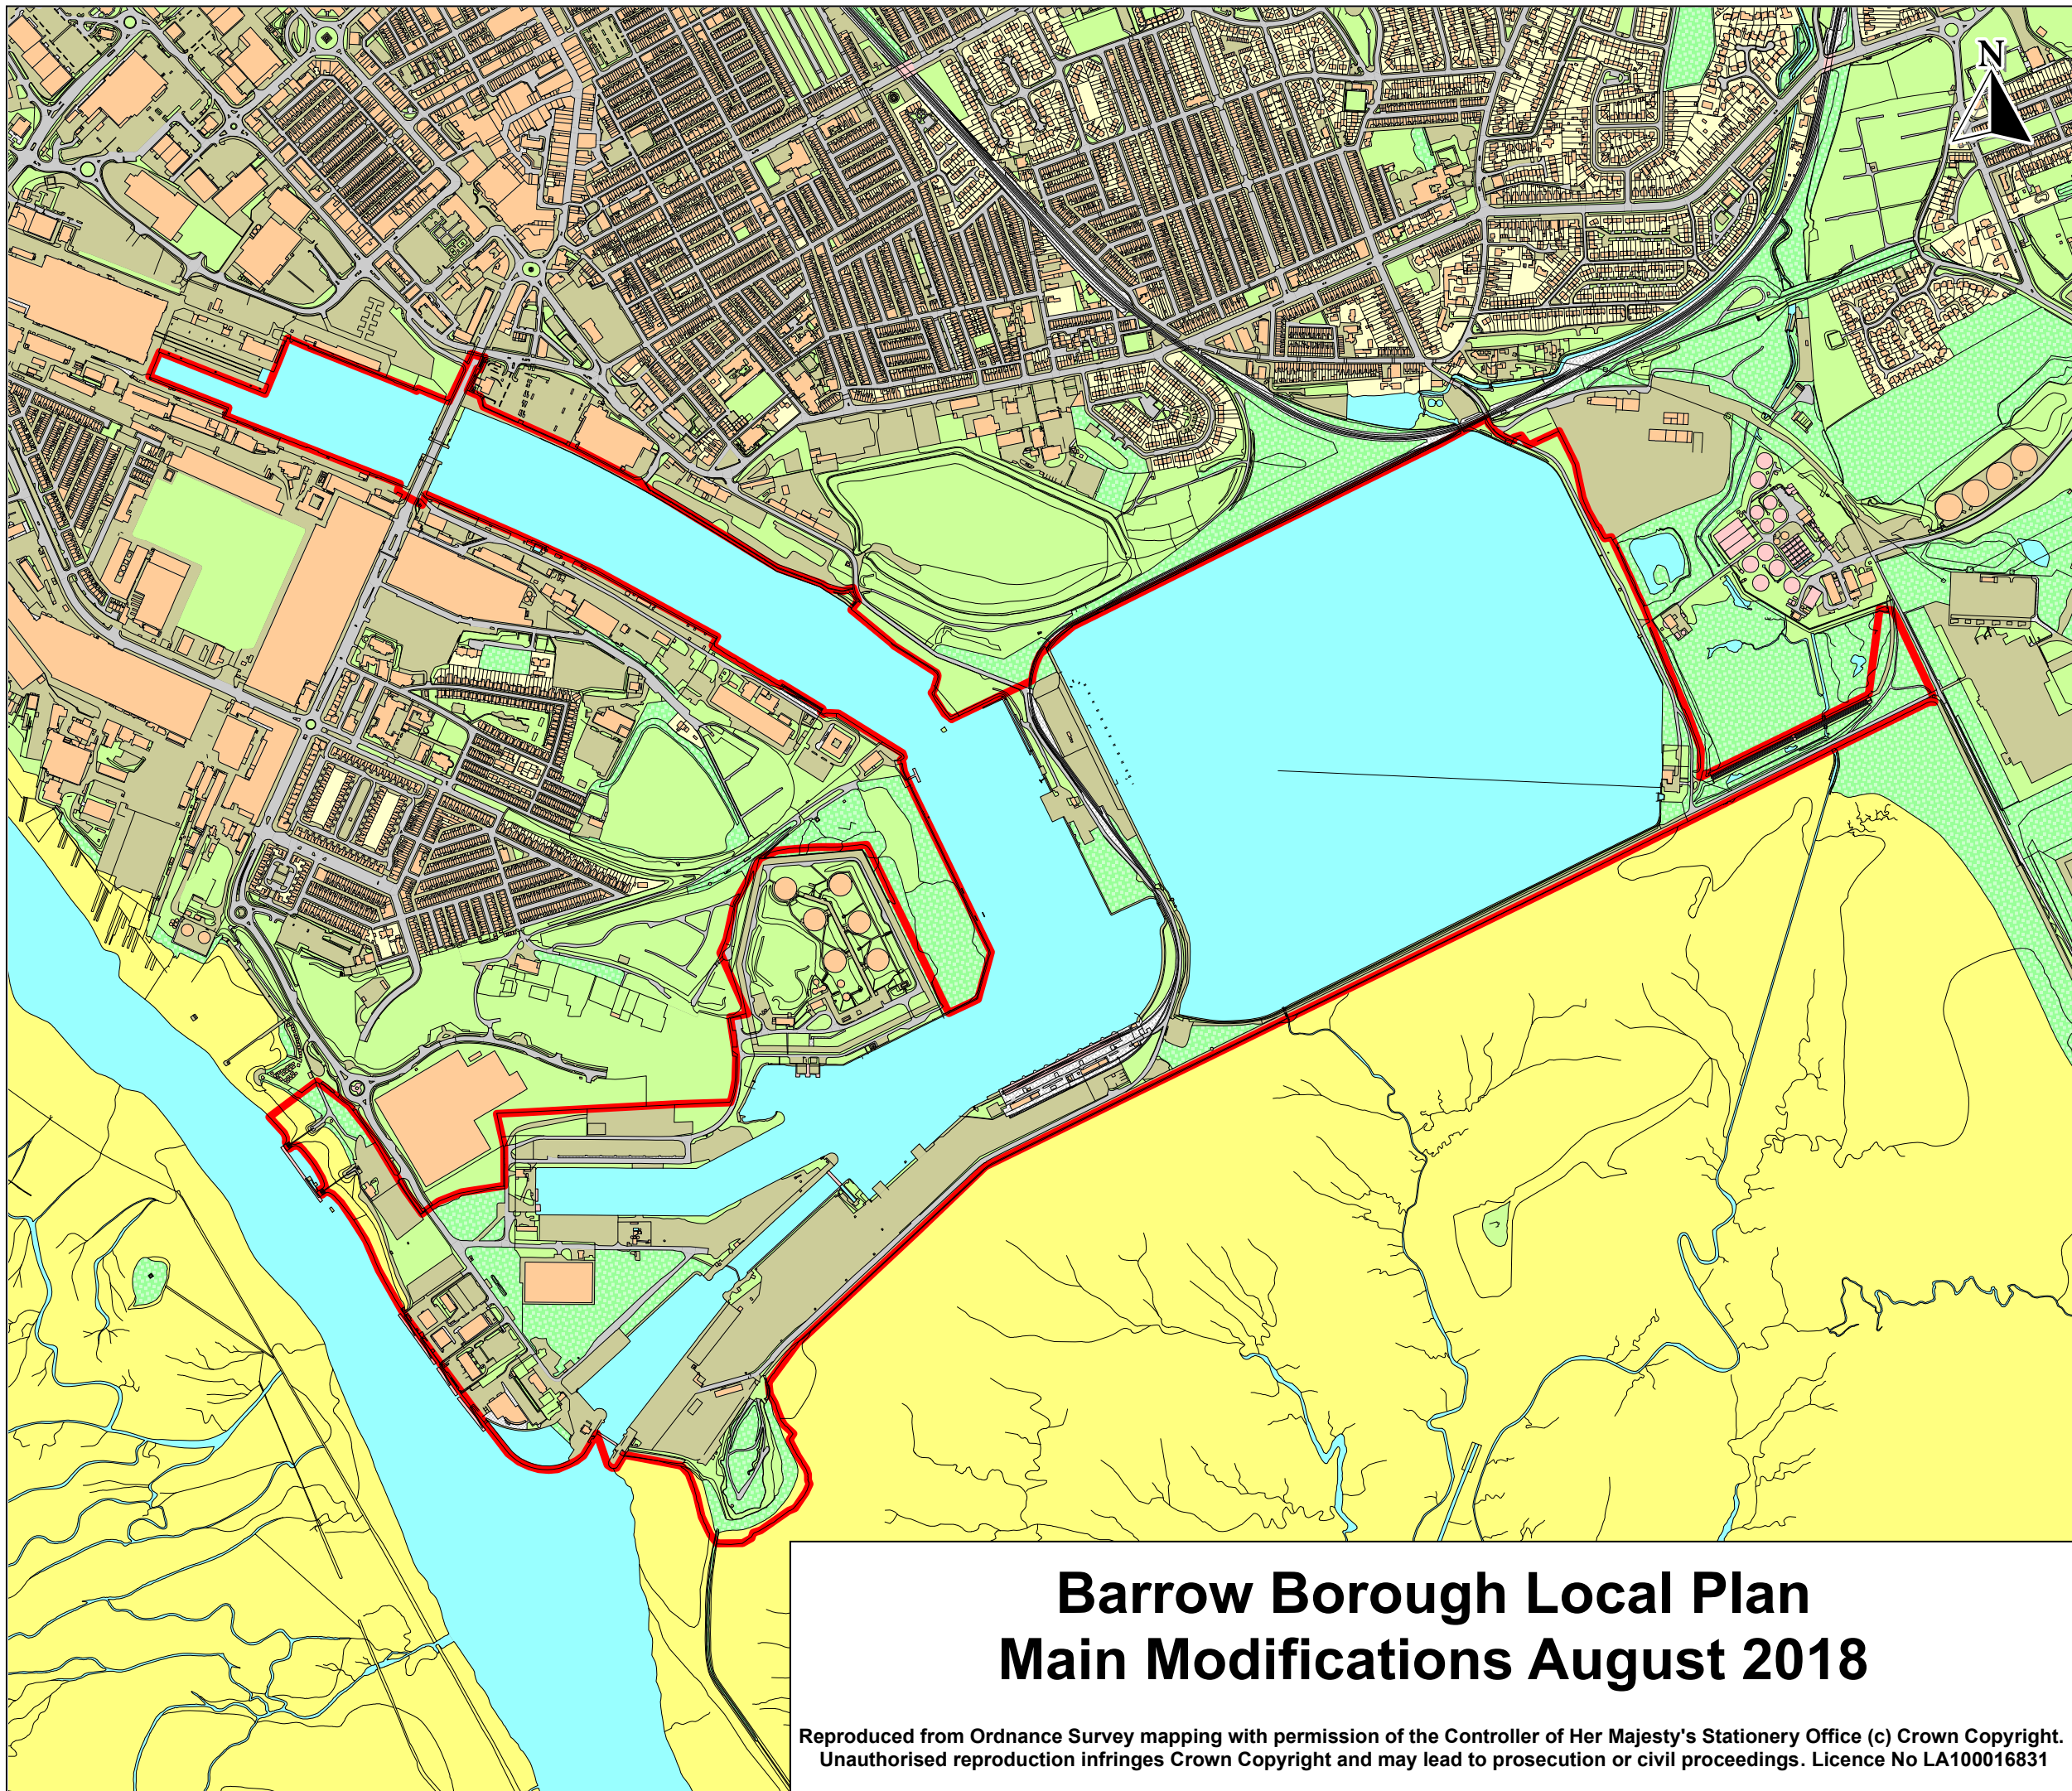 N
Barrow Borough Local Plan
Main Modifications August 2018
Reproduced from Ordnance Survey mapping with permission of the Controller of Her Majesty's Stationery Office (c) Crown Copyright.
Unauthorised reproduction infringes Crown Copyright and may lead to prosecution or civil proceedings. Licence No LA100016831